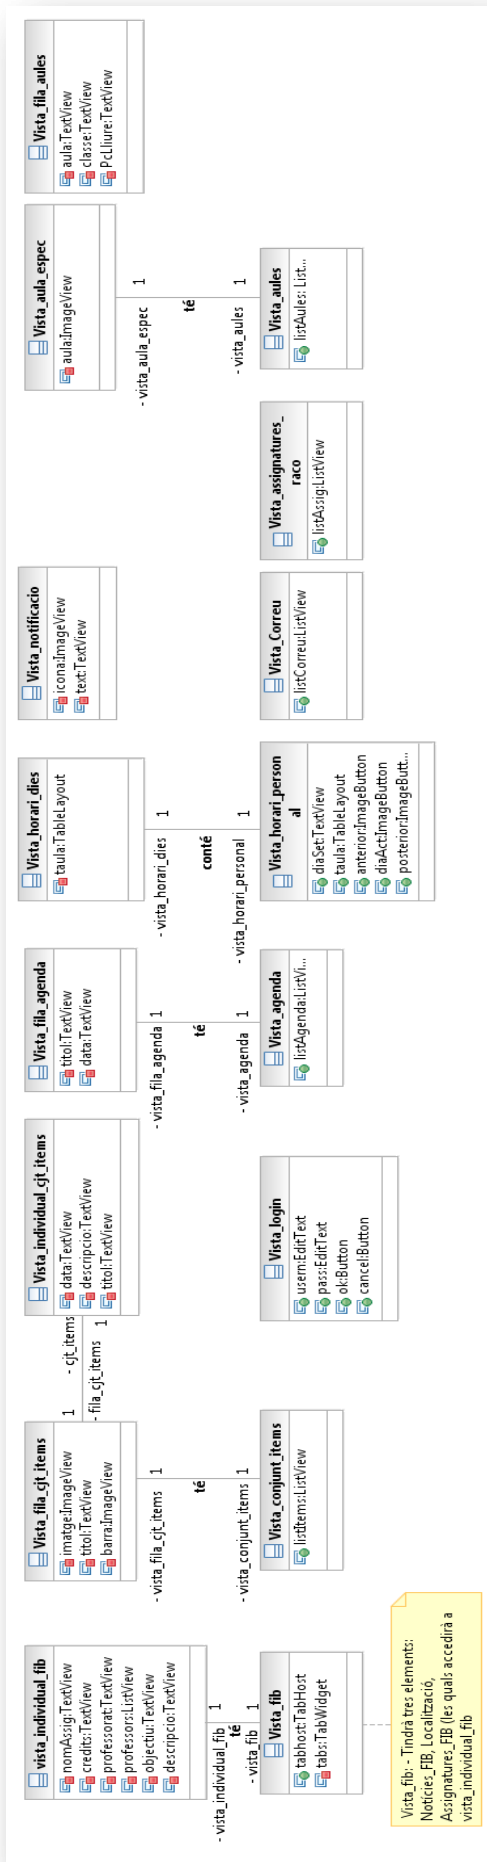 vista_individual_fib
nomAssig:TextView
credits:TextView
professorat:TextView
professors:ListView
objectiu:TextView
descripcio:TextView
- vista_individual_fib
1
té
- vista_fib
1
Vista_fib
tabhost:TabHost
tabs:TabWidget
Vista_fib: - Tindrà tres elements:
Notícies_FIB, Localització,
Assignatures_FIB (les quals accedirà a
vista_individual_fib
Vista_fila_cjt_items
imatge:ImageView
titol:TextView
barra:ImageView
1
- cjt_items
- fila_cjt_items
1
- vista_fila_cjt_items
1
té
- vista_conjunt_items
1
Vista_conjunt_items
listItems:ListView
Vista_individual_cjt_items
data:TextView
descripcio:TextView
titol:TextView
Vista_login
usern:EditText
pass:EditText
ok:Button
cancel:Button
Vista_fila_agenda
titol:TextView
data:TextView
- vista_fila_agenda
1
té
- vista_agenda
1
Vista_agenda
listAgenda:ListVi...
Vista_horari_dies
taula:TableLayout
- vista_horari_dies
1
conté
- vista_horari_personal
1
Vista_horari_person
al
diaSet:TextView
taula:TableLayout
anterior:ImageButton
diaAct:ImageButton
posterior:ImageButt...
Vista_notificacio
icona:ImageView
text:TextView
Vista_Correu
listCorreu:ListView
Vista_assignatures_
raco
listAssig:ListView
Vista_aula_espec
aula:ImageView
- vista_aula_espec
1
té
- vista_aules
1
Vista_aules
listAules: List...
Vista_fila_aules
aula:TextView
classe:TextView
PcLliure:TextView